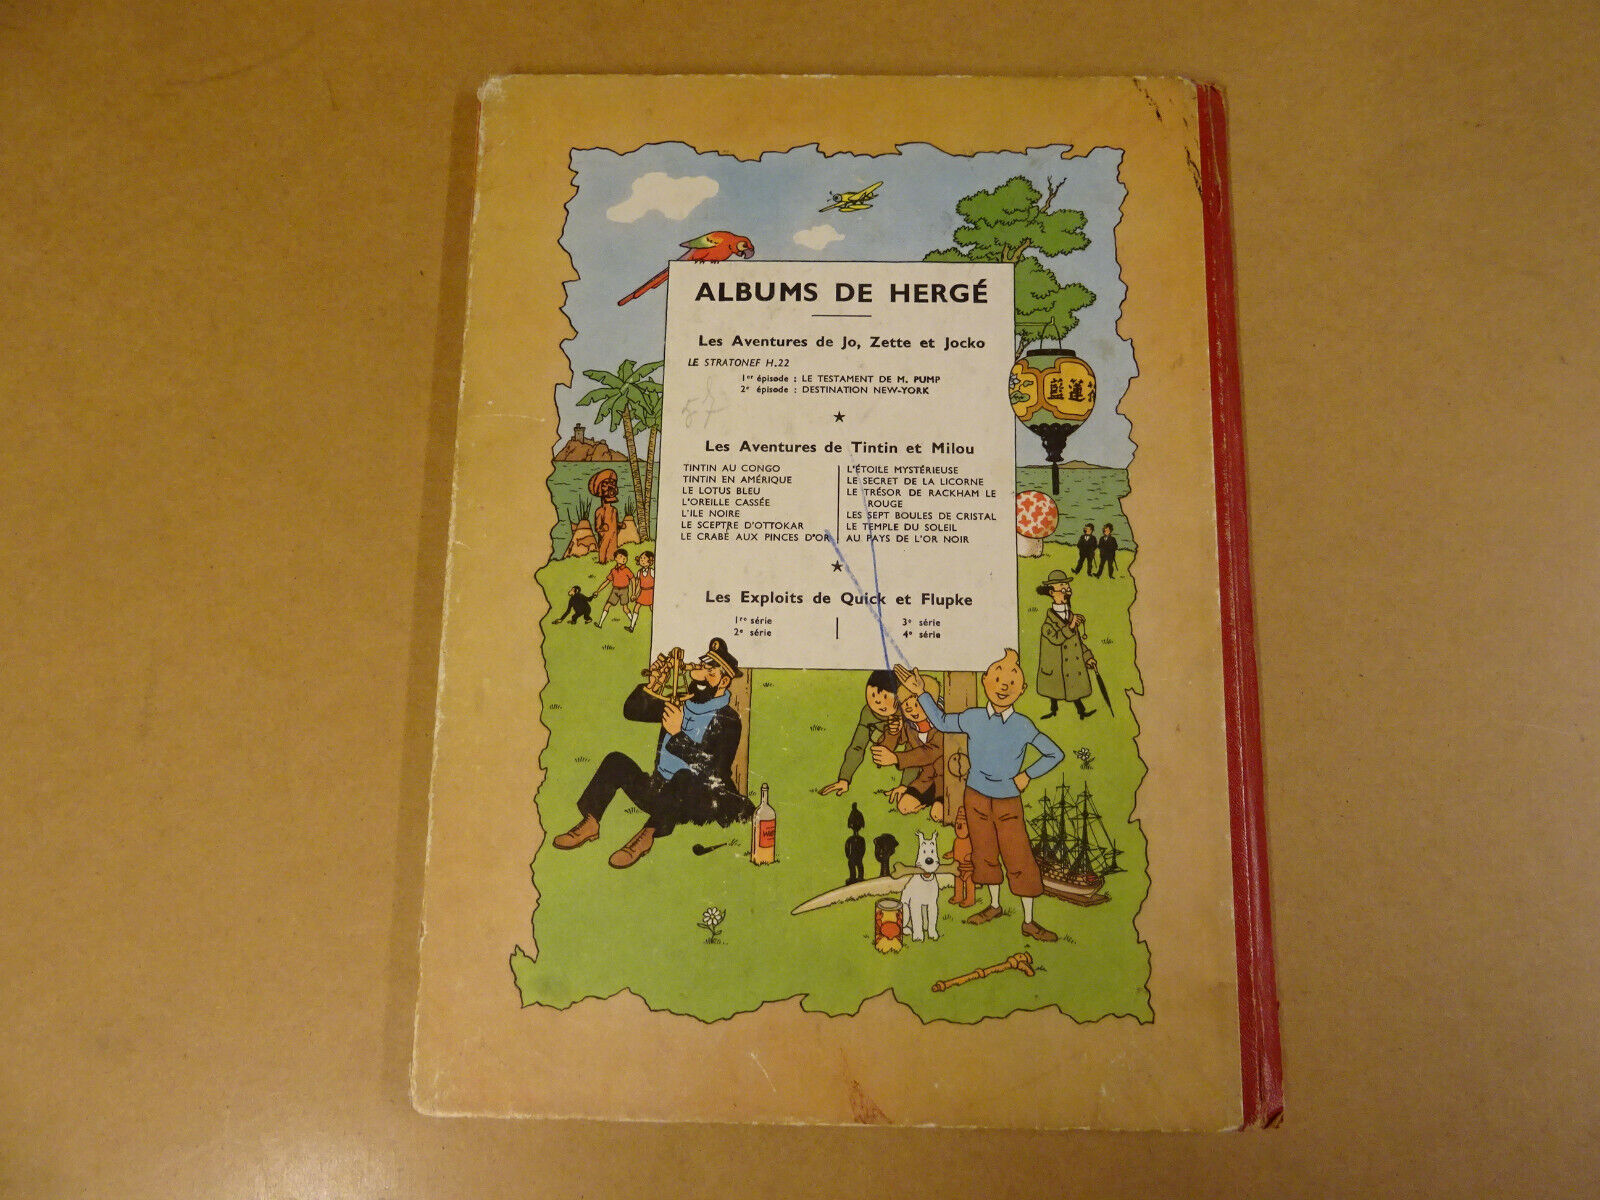 ALBUMS DE HERGÉ
Les Aventures de Jo, Zette et Jocko
LE STRATONEF H.22
1er épisode : LE TESTAMENT DE M. PUMP
2e épisode : DESTINATION NEW-YORK
57
★
Les Aventures de Tintin et Milou
TINTIN AU CONGO
TINTIN EN AMÉRIQUE
LE LOTUS BLEU
L'OREILLE CASSÉE
L'ILE NOIRE
LE SCEPTRE D'OTTOKAR
LE CRABE AUX PINCES D'OR
L'ÉTOILE MYSTÉRIEUSE
LE SECRET DE LA LICORNE
LE TRÉSOR DE RACKHAM LE
ROUGE
LES SEPT BOULES DE CRISTAL
LE TEMPLE DU SOLEIL
AU PAYS DE L'OR NOIR
★
Les Exploits de Quick et Flupke
1re série
2e série
3e série
4e série
藍蓮花